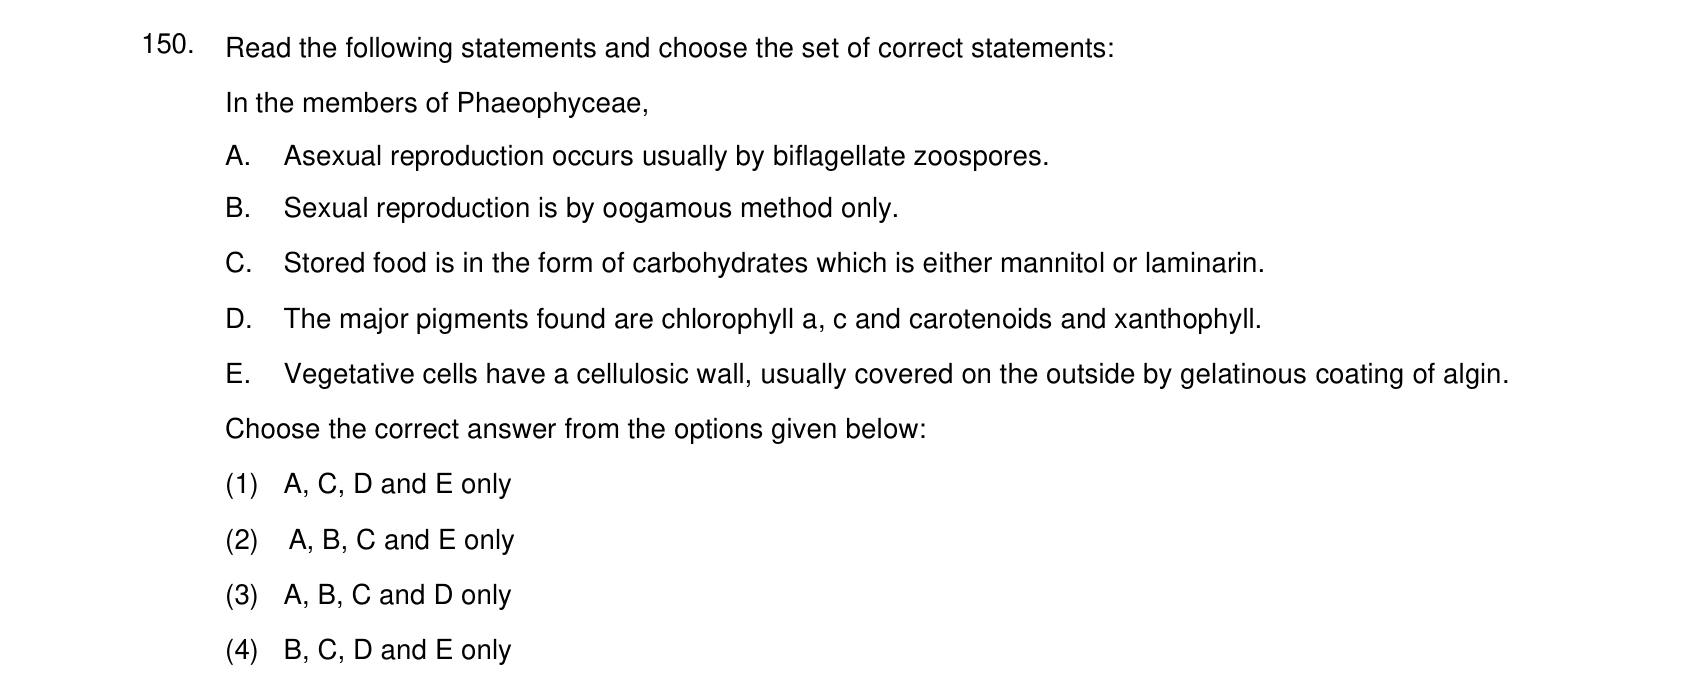 150. Read the following statements and choose the set of correct statements:
In the members of Phaeophyceae,
A. Asexual reproduction occurs usually by biflagellate zoospores.
B. Sexual reproduction is by oogamous method only.
C. Stored food is in the form of carbohydrates which is either mannitol or laminarin.
D. The major pigments found are chlorophyll a, c and carotenoids and xanthophyll.
E. Vegetative cells have a cellulosic wall, usually covered on the outside by gelatinous coating of algin.
Choose the correct answer from the options given below:
(1) A, C, D and E only
(2) A, B, C and E only
(3) A, B, C and D only
(4) B, C, D and E only